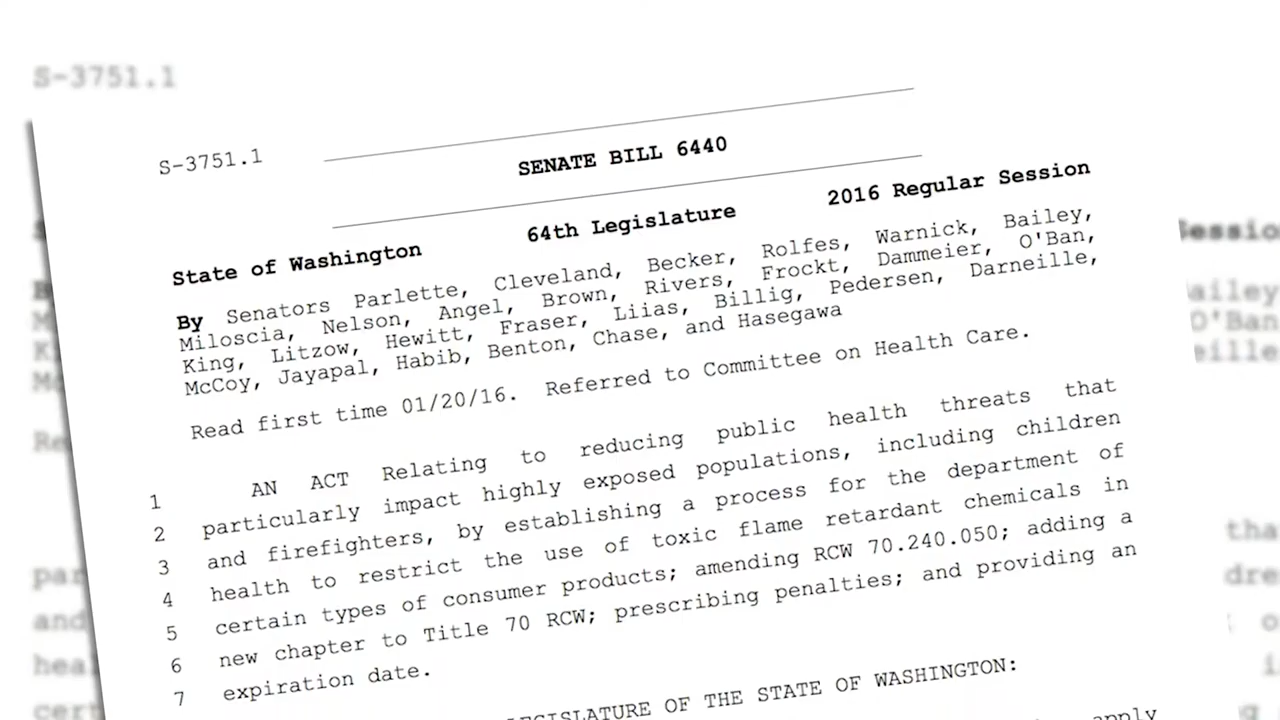 S-3751.1
S-3751.1
SENATE BILL 6440
State of Washington 64th Legislature 2016 Regular Session
By Senators Parlette, Cleveland, Becker, Rolfes, Warnick, Bailey,
Miloscia, Nelson, Angel, Brown, Rivers, Frockt, Dammeier, O'Ban,
King, Litzow, Hewitt, Fraser, Liias, Billig, Pedersen, Darneille,
McCoy, Jayapal, Habib, Benton, Chase, and Hasegawa
Read first time 01/20/16. Referred to Committee on Health Care.
1 AN ACT Relating to reducing public health threats that
2 particularly impact highly exposed populations, including children
3 and firefighters, by establishing a process for the department of
4 health to restrict the use of toxic flame retardant chemicals in
5 certain types of consumer products; amending RCW 70.240.050; adding a
6 new chapter to Title 70 RCW; prescribing penalties; and providing an
7 expiration date.
LEGISLATURE OF THE STATE OF WASHINGTON:
apply